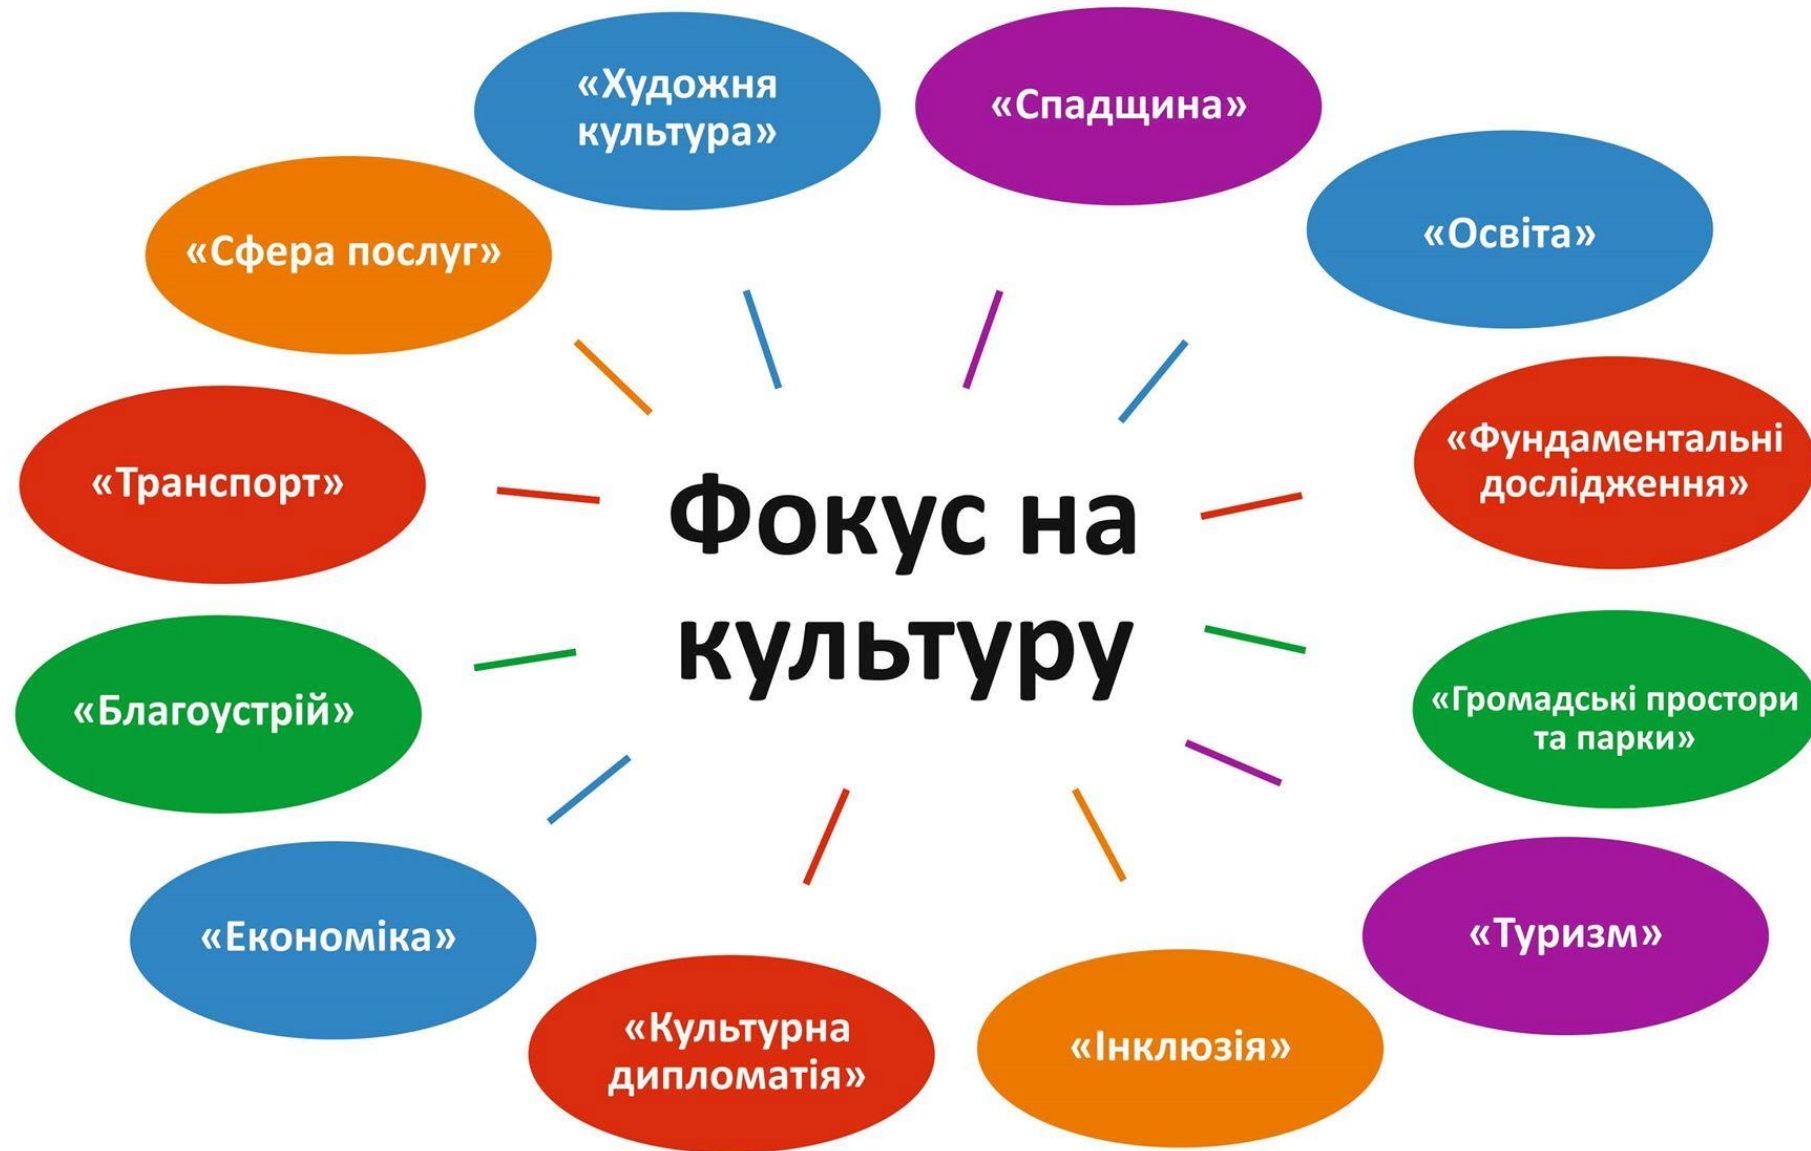 «Художня
культура»
«Спадщина»
«Освіта»
«Сфера послуг»
«Фундаментальні
дослідження»
«Транспорт»
Фокус на
культуру
«Громадські простори
та парки»
«Благоустрій»
«Туризм»
«Економіка»
«Культурна
дипломатія»
«Інклюзія»